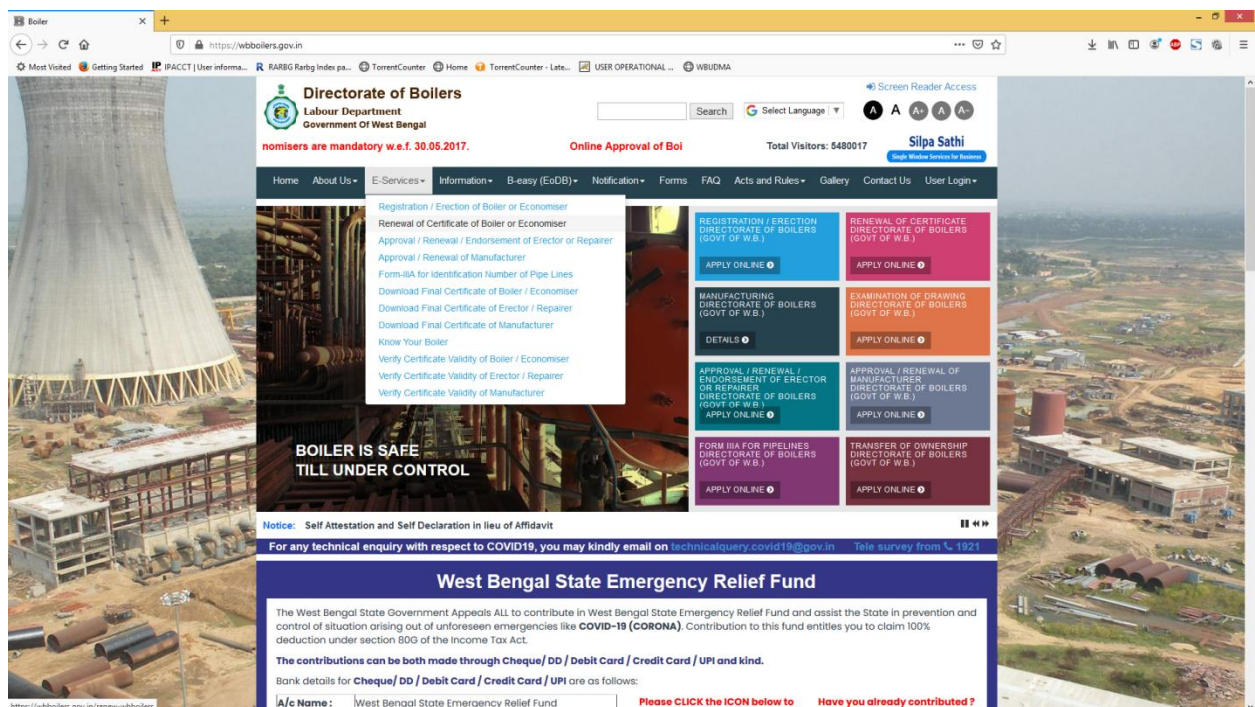 Boiler
https://wbboilers.gov.in
Most Visited Getting Started IPACCT | User informa... RARBG Rarbg Index pa... TorrentCounter Home TorrentCounter - Late... USER OPERATIONAL ... WBUDMA
Directorate of Boilers
Labour Department
Government Of West Bengal
Search
Select Language
Screen Reader Access
A A A+ A A-
nomisers are mandatory w.e.f. 30.05.2017. Online Approval of Boi
Total Visitors: 5480017
Silpa Sathi
Single Window Services for Business
Home About Us E-Services Information B-easy (EoDB) Notification Forms FAQ Acts and Rules Gallery Contact Us User Login
Registration / Erection of Boiler or Economiser
Renewal of Certificate of Boiler or Economiser
Approval / Renewal / Endorsement of Erector or Repairer
Approval / Renewal of Manufacturer
Form-IIIA for Identification Number of Pipe Lines
Download Final Certificate of Boiler / Economiser
Download Final Certificate of Erector / Repairer
Download Final Certificate of Manufacturer
Know Your Boiler
Verify Certificate Validity of Boiler / Economiser
Verify Certificate Validity of Erector / Repairer
Verify Certificate Validity of Manufacturer
BOILER IS SAFE
TILL UNDER CONTROL
REGISTRATION / ERECTION
DIRECTORATE OF BOILERS
(GOVT OF W.B.)
APPLY ONLINE
RENEWAL OF CERTIFICATE
DIRECTORATE OF BOILERS
(GOVT OF W.B.)
APPLY ONLINE
MANUFACTURING
DIRECTORATE OF BOILERS
(GOVT OF W.B.)
DETAILS
EXAMINATION OF DRAWING
DIRECTORATE OF BOILERS
(GOVT OF W.B.)
APPLY ONLINE
APPROVAL / RENEWAL /
ENDORSEMENT OF ERECTOR
OR REPAIRER
DIRECTORATE OF BOILERS
(GOVT OF W.B.)
APPLY ONLINE
APPROVAL / RENEWAL OF
MANUFACTURER
DIRECTORATE OF BOILERS
(GOVT OF W.B.)
APPLY ONLINE
FORM IIIA FOR PIPELINES
DIRECTORATE OF BOILERS
(GOVT OF W.B.)
APPLY ONLINE
TRANSFER OF OWNERSHIP
DIRECTORATE OF BOILERS
(GOVT OF W.B.)
APPLY ONLINE
Notice: Self Attestation and Self Declaration in lieu of Affidavit
For any technical enquiry with respect to COVID19, you may kindly email on technicalquery.covid19@gov.in Tele survey from 1921
West Bengal State Emergency Relief Fund
The West Bengal State Government Appeals ALL to contribute in West Bengal State Emergency Relief Fund and assist the State in prevention and
control of situation arising out of unforeseen emergencies like COVID-19 (CORONA). Contribution to this fund entitles you to claim 100%
deduction under section 80G of the Income Tax Act.
The contributions can be both made through Cheque/ DD / Debit Card / Credit Card / UPI and kind.
Bank details for Cheque/ DD / Debit Card / Credit Card / UPI are as follows:
A/c Name : West Bengal State Emergency Relief Fund
Please CLICK the ICON below to Have you already contributed ?
https://wbboilers.gov.in/renew-wbboilers